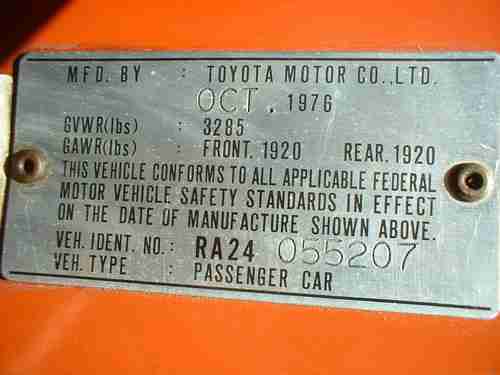 MFD. BY : TOYOTA MOTOR CO., LTD.
OCT, 1976
GVWR(lbs) : 3285
GAWR(lbs) : FRONT. 1920 REAR. 1920
THIS VEHICLE CONFORMS TO ALL APPLICABLE FEDERAL
MOTOR VEHICLE SAFETY STANDARDS IN EFFECT
ON THE DATE OF MANUFACTURE SHOWN ABOVE.
VEH. IDENT. NO.: RA24 055207
VEH. TYPE : PASSENGER CAR